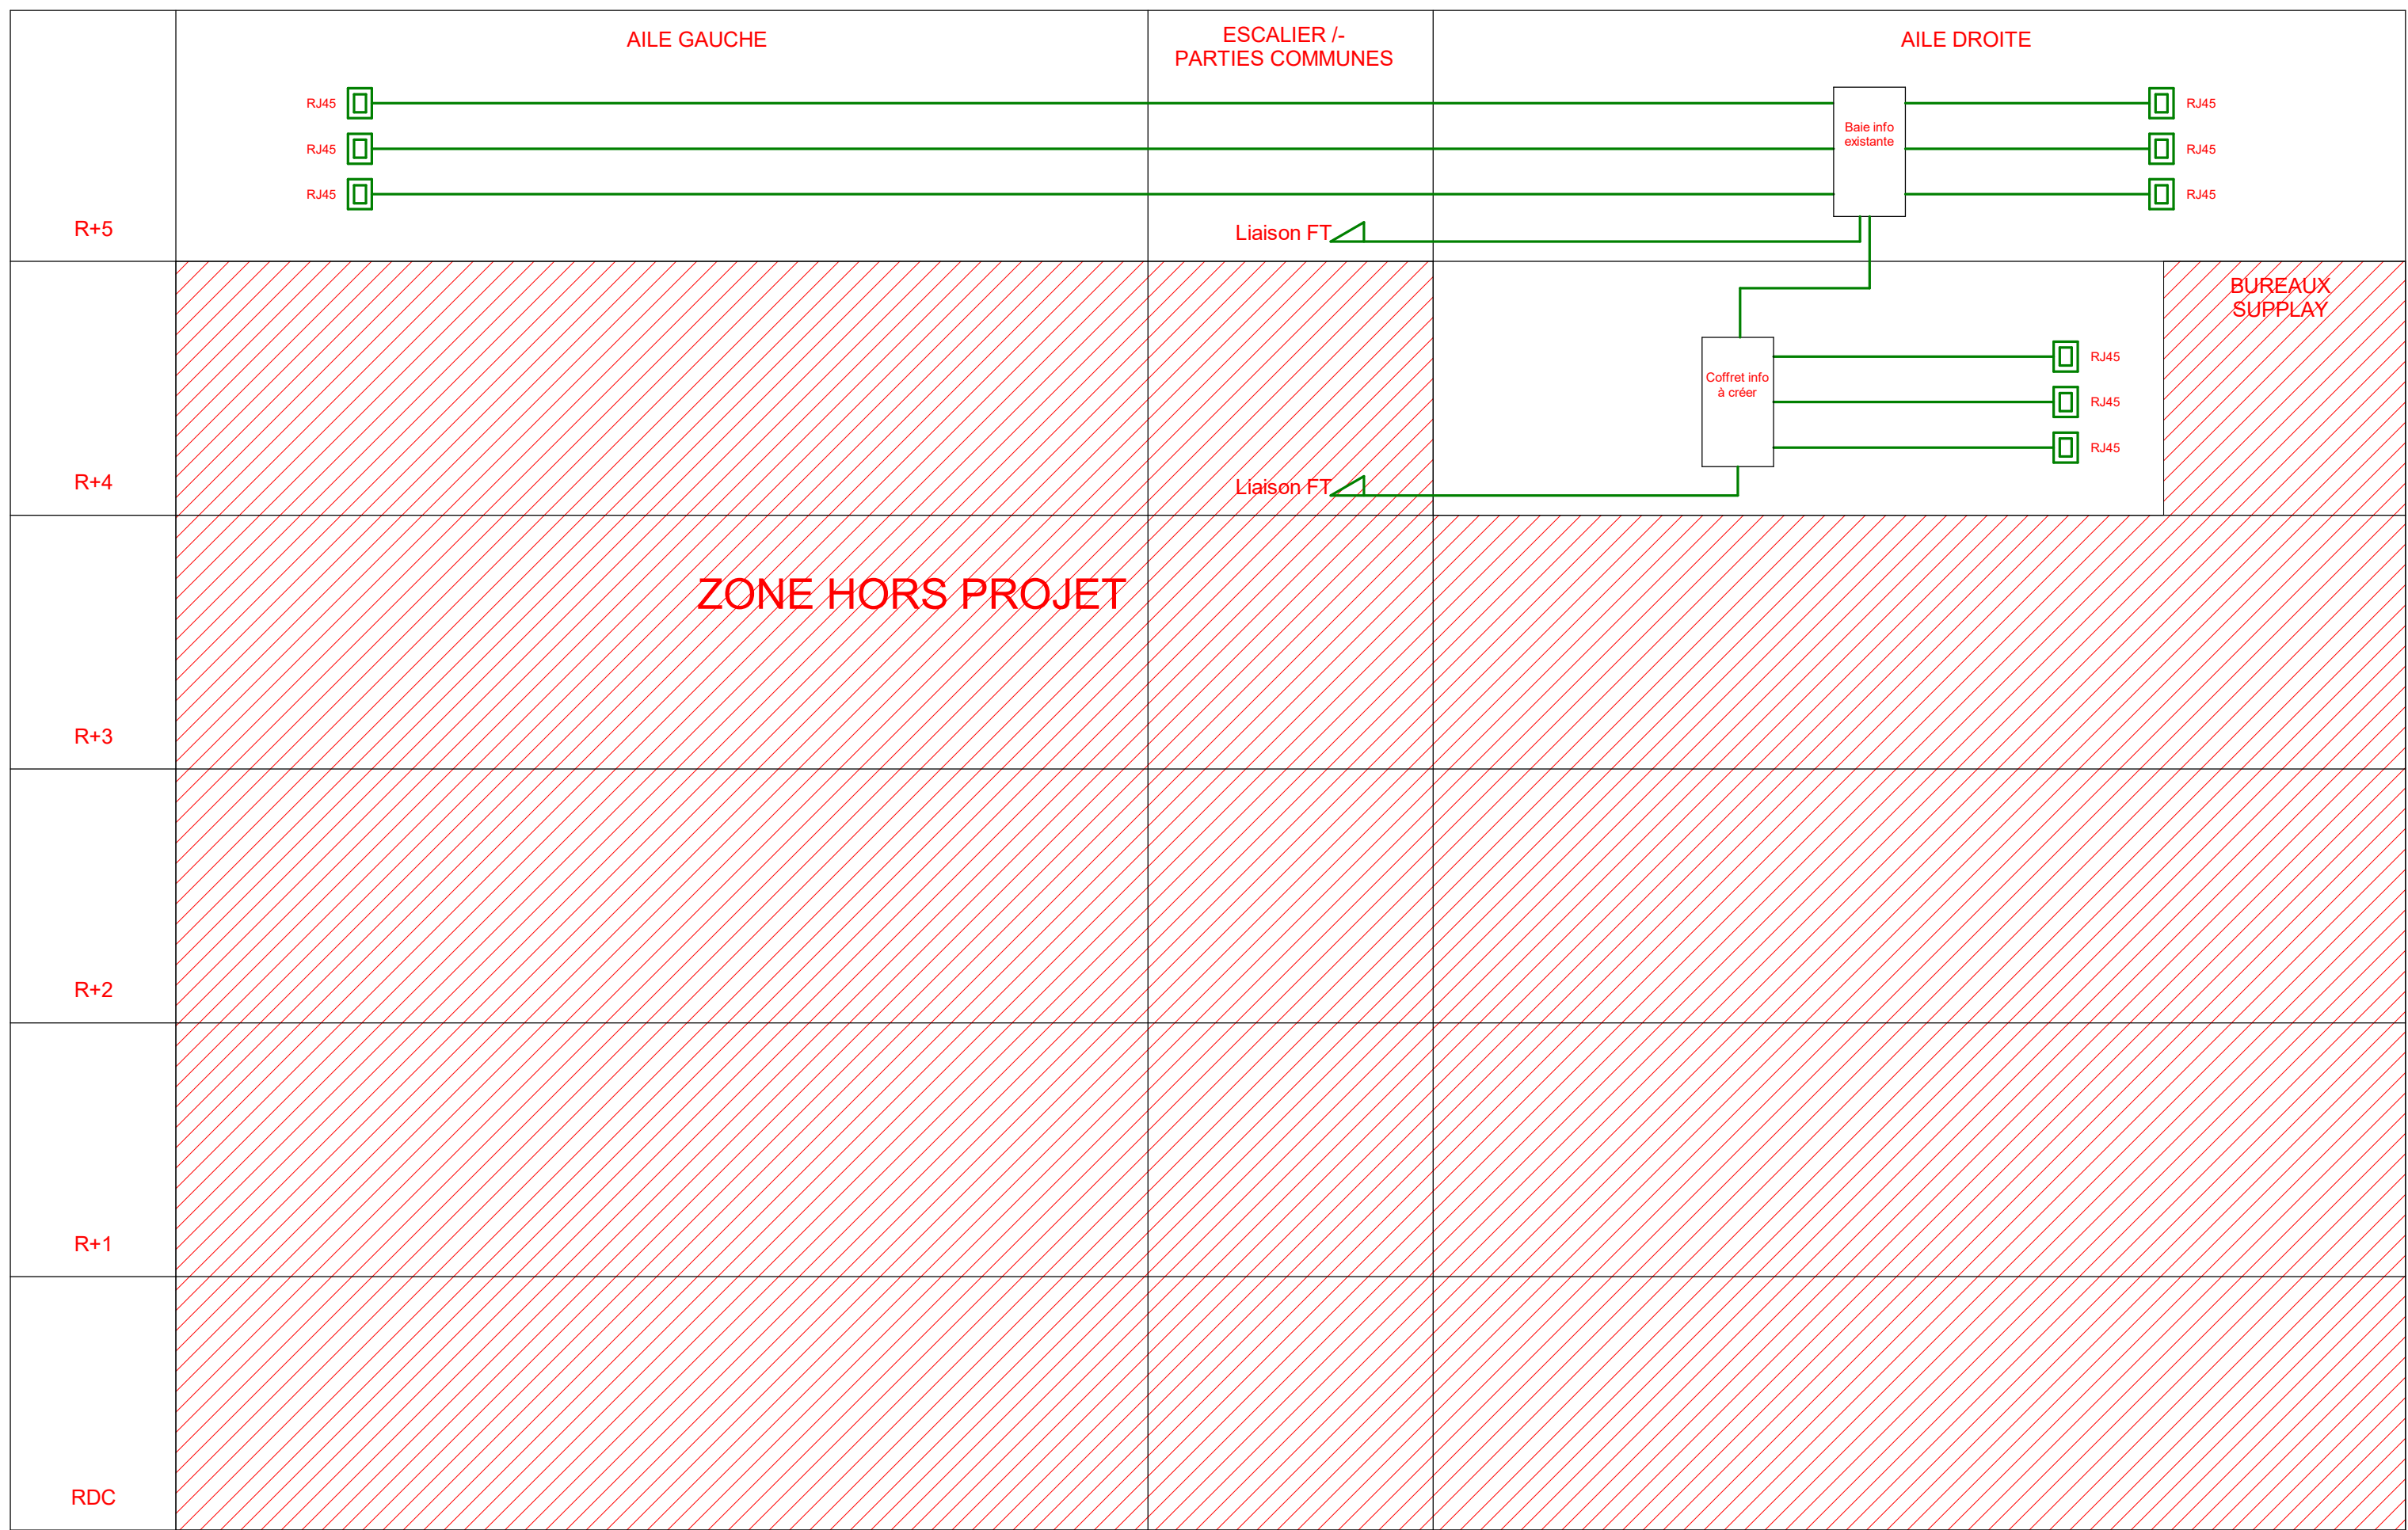 AILE GAUCHE
ESCALIER /-
PARTIES COMMUNES
AILE DROITE
RJ45
RJ45
RJ45
Baie info
existante
RJ45
RJ45
RJ45
R+5
Liaison FT
BUREAUX
SUPPLAY
Coffret info
à créer
RJ45
RJ45
RJ45
R+4
Liaison FT
ZONE HORS PROJET
R+3
R+2
R+1
RDC